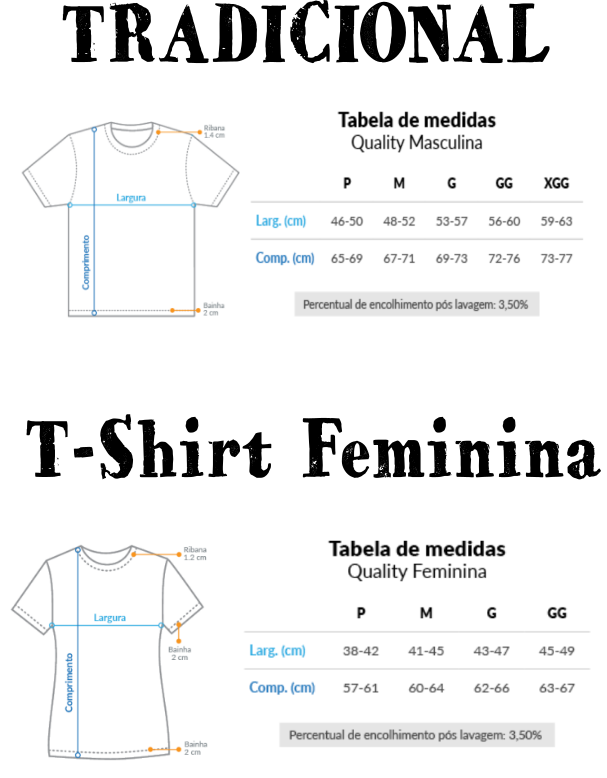 TRADICIONAL
Ribana
1.4 cm
Largura
Comprimento
Bainha
2 cm
Tabela de medidas
Quality Masculina
P M G GG XGG
Larg. (cm) 46-50 48-52 53-57 56-60 59-63
Comp. (cm) 65-69 67-71 69-73 72-76 73-77
Percentual de encolhimento pós lavagem: 3,50%
T-Shirt Feminina
Ribana
1.2 cm
Largura
Bainha
2 cm
Comprimento
Bainha
2 cm
Tabela de medidas
Quality Feminina
P M G GG
Larg. (cm) 38-42 41-45 43-47 45-49
Comp. (cm) 57-61 60-64 62-66 63-67
Percentual de encolhimento pós lavagem: 3,50%